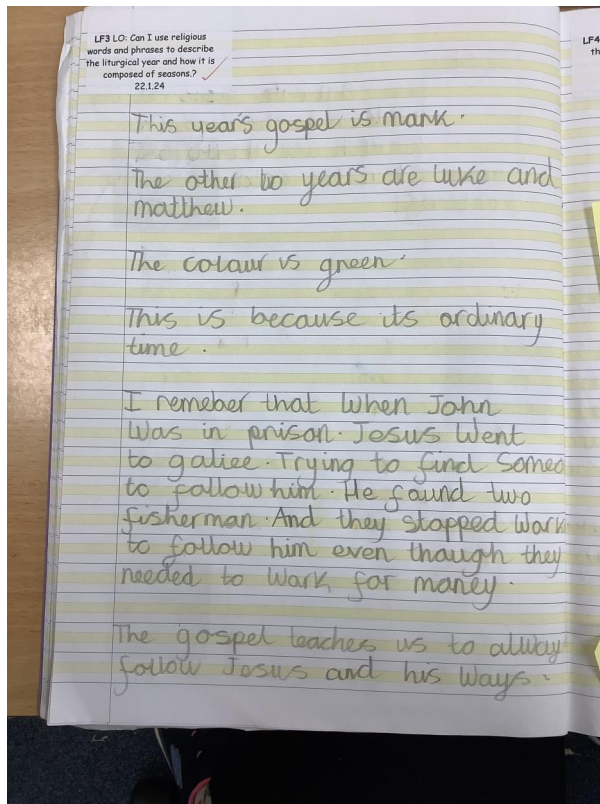 LF3 LO: Can I use religious
words and phrases to describe
the liturgical year and how it is
composed of seasons.?
22.1.24
This year's gospel is mark.
The other two years are luke and
matthew.
The colour is green.
This is because its ordinary
time.
I remeber that when John
Was in prison. Jesus Went
to galiee. Trying to find Someo
to follow him. He found two
fisherman. And they stopped work
to follow him even though they
needed to work for money.
The gospel teaches us to alway
follow Jesus and his ways.
LF4
th